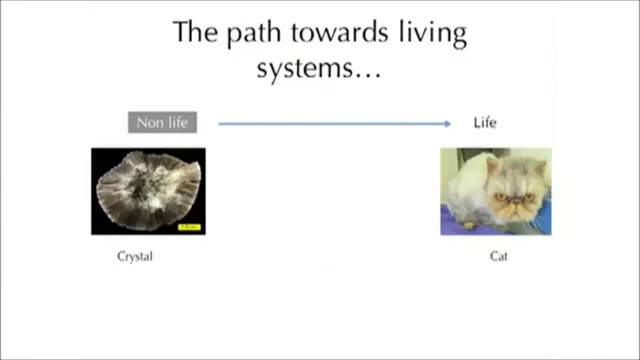 The path towards living
systems...
Non life
Life
Crystal
Cat